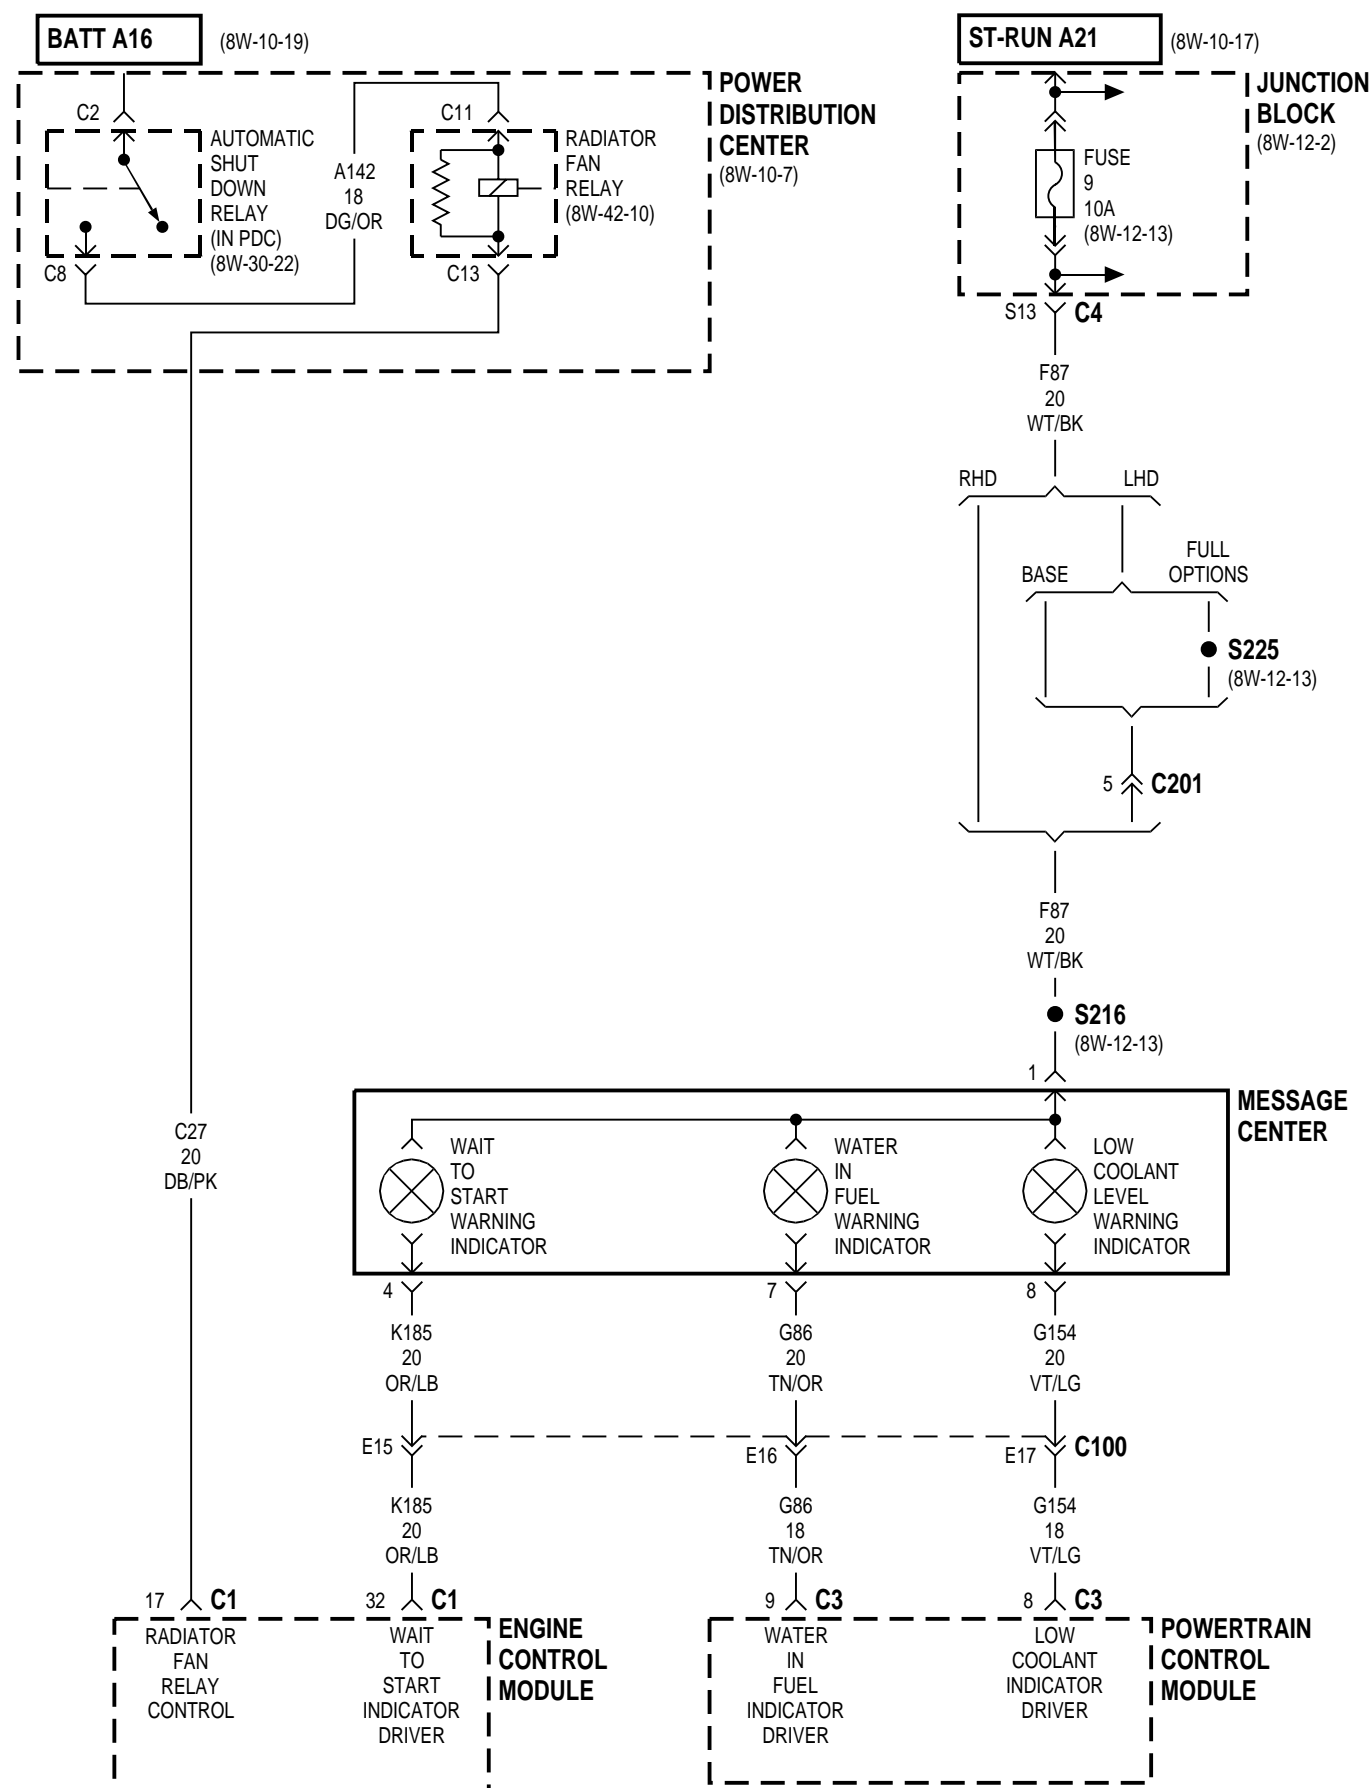 BATT A16
(8W-10-19)
ST-RUN A21
(8W-10-17)
POWER
DISTRIBUTION
CENTER
(8W-10-7)
JUNCTION
BLOCK
(8W-12-2)
C2
AUTOMATIC
SHUT
DOWN
RELAY
(IN PDC)
(8W-30-22)
C8
A142
18
DG/OR
C11
RADIATOR
FAN
RELAY
(8W-42-10)
C13
FUSE
9
10A
(8W-12-13)
S13
C4
F87
20
WT/BK
RHD
LHD
BASE
FULL
OPTIONS
S225
(8W-12-13)
5
C201
F87
20
WT/BK
S216
(8W-12-13)
1
MESSAGE
CENTER
C27
20
DB/PK
WAIT
TO
START
WARNING
INDICATOR
WATER
IN
FUEL
WARNING
INDICATOR
LOW
COOLANT
LEVEL
WARNING
INDICATOR
4
7
8
K185
20
OR/LB
G86
20
TN/OR
G154
20
VT/LG
E15
E16
E17
C100
K185
20
OR/LB
G86
18
TN/OR
G154
18
VT/LG
17
C1
32
C1
9
C3
8
C3
RADIATOR
FAN
RELAY
CONTROL
WAIT
TO
START
INDICATOR
DRIVER
ENGINE
CONTROL
MODULE
WATER
IN
FUEL
INDICATOR
DRIVER
LOW
COOLANT
INDICATOR
DRIVER
POWERTRAIN
CONTROL
MODULE